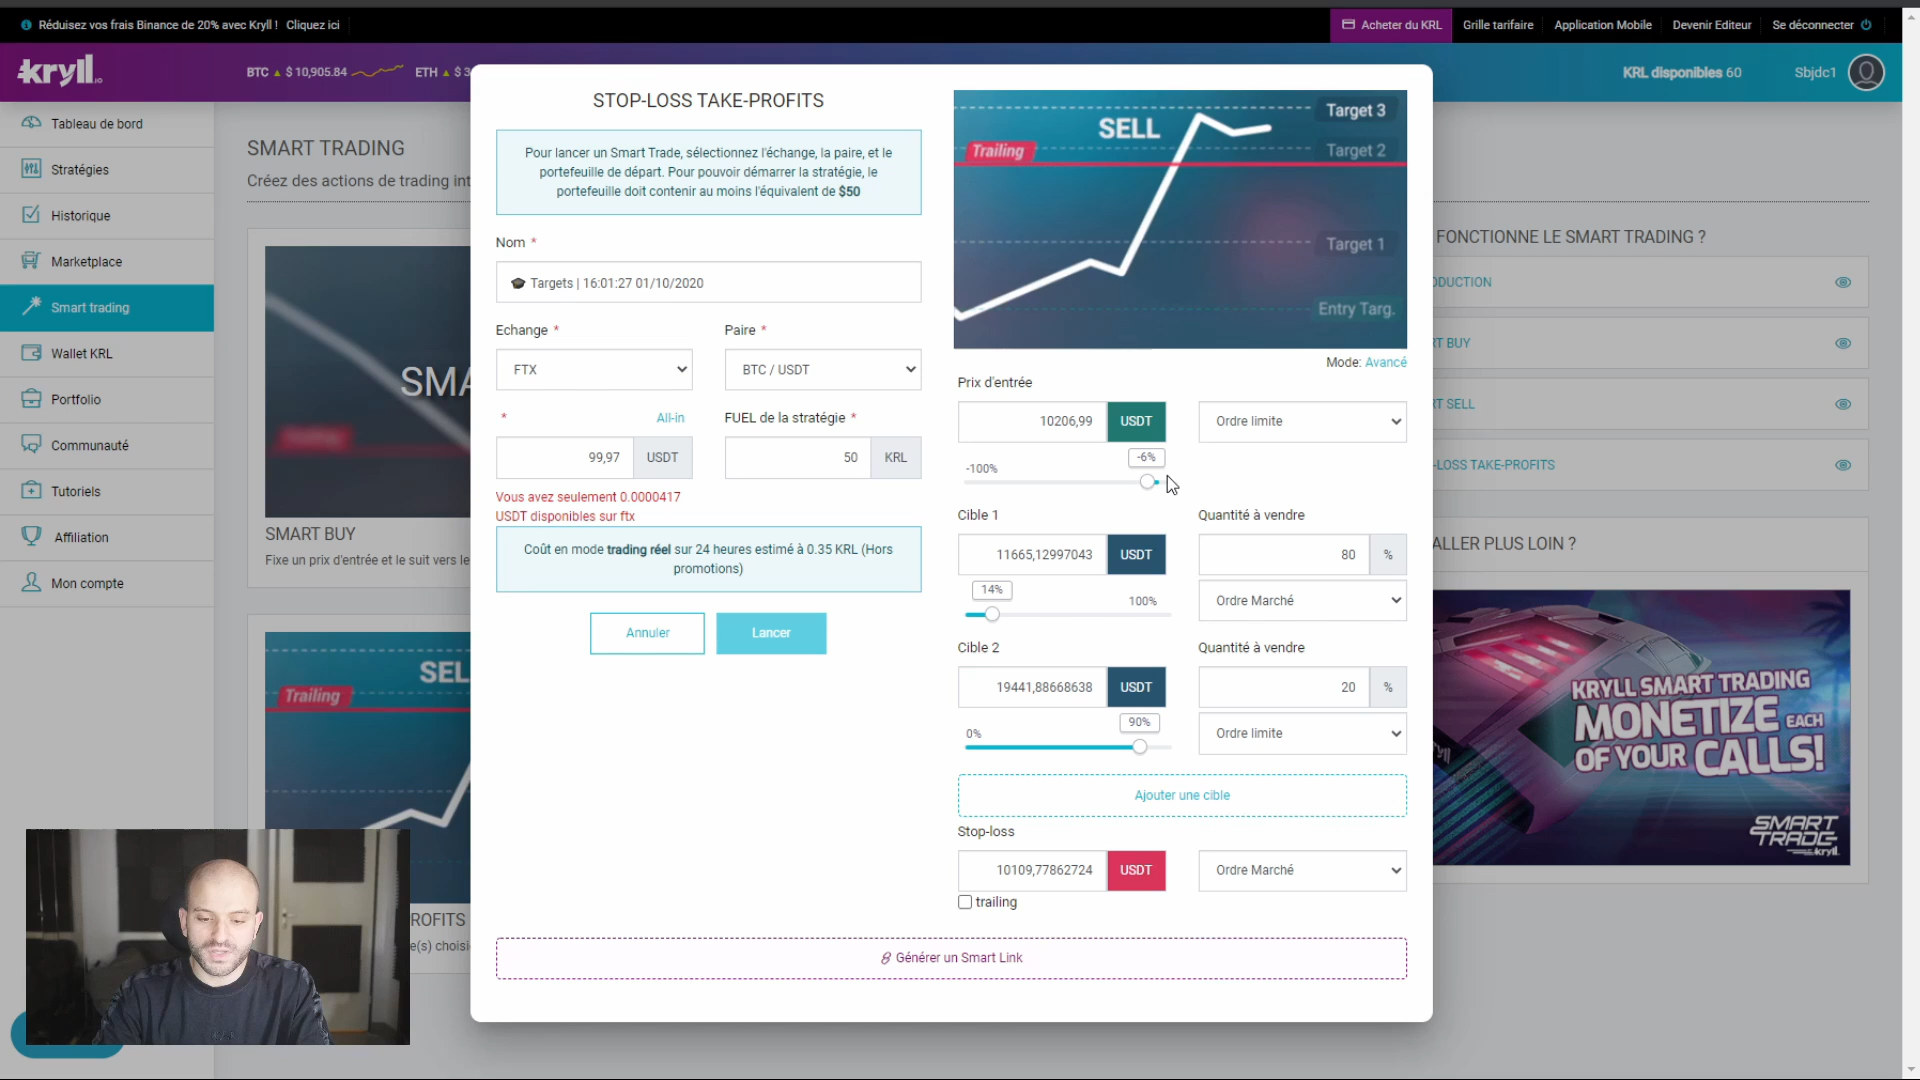 Réduisez vos frais Binance de 20% avec Kryll ! Cliquez ici
Acheter du KRL
Grille tarifaire
Application Mobile
Devenir Editeur
Se déconnecter
kryll.io
BTC ▲ $ 10,905.84
ETH ▲ $ 3
KRL disponibles 60
Sbjdc1
Tableau de bord
Stratégies
Historique
Marketplace
Smart trading
Wallet KRL
Portfolio
Communauté
Tutoriels
Affiliation
Mon compte
SMART TRADING
Créez des actions de trading int
SMA
SMART BUY
Fixe un prix d'entrée et le suit vers le
SEL
Trailing
ROFITS
e(s) choisi
STOP-LOSS TAKE-PROFITS
Pour lancer un Smart Trade, sélectionnez l'échange, la paire, et le
portefeuille de départ. Pour pouvoir démarrer la stratégie, le
portefeuille doit contenir au moins l'équivalent de $50
Nom *
Targets | 16:01:27 01/10/2020
Echange *
Paire *
FTX
BTC / USDT
* All-in
FUEL de la stratégie *
99,97 USDT
50 KRL
Vous avez seulement 0.0000417
USDT disponibles sur ftx
Coût en mode trading réel sur 24 heures estimé à 0.35 KRL (Hors
promotions)
Annuler
Lancer
Target 3
SELL
Trailing
Target 2
Target 1
Entry Targ.
Mode: Avancé
Prix d'entrée
10206,99 USDT
Ordre limite
-6%
-100%
Cible 1
Quantité à vendre
11665,12997043 USDT
80 %
14%
100%
Ordre Marché
Cible 2
Quantité à vendre
19441,88668638 USDT
20 %
90%
0%
Ordre limite
Ajouter une cible
Stop-loss
10109,77862724 USDT
Ordre Marché
trailing
Générer un Smart Link
FONCTIONNE LE SMART TRADING ?
ODUCTION
RT BUY
RT SELL
-LOSS TAKE-PROFITS
ALLER PLUS LOIN ?
KRYLL SMART TRADING
MONETIZE EACH
OF YOUR CALLS!
SMART
TRADE
by kryll